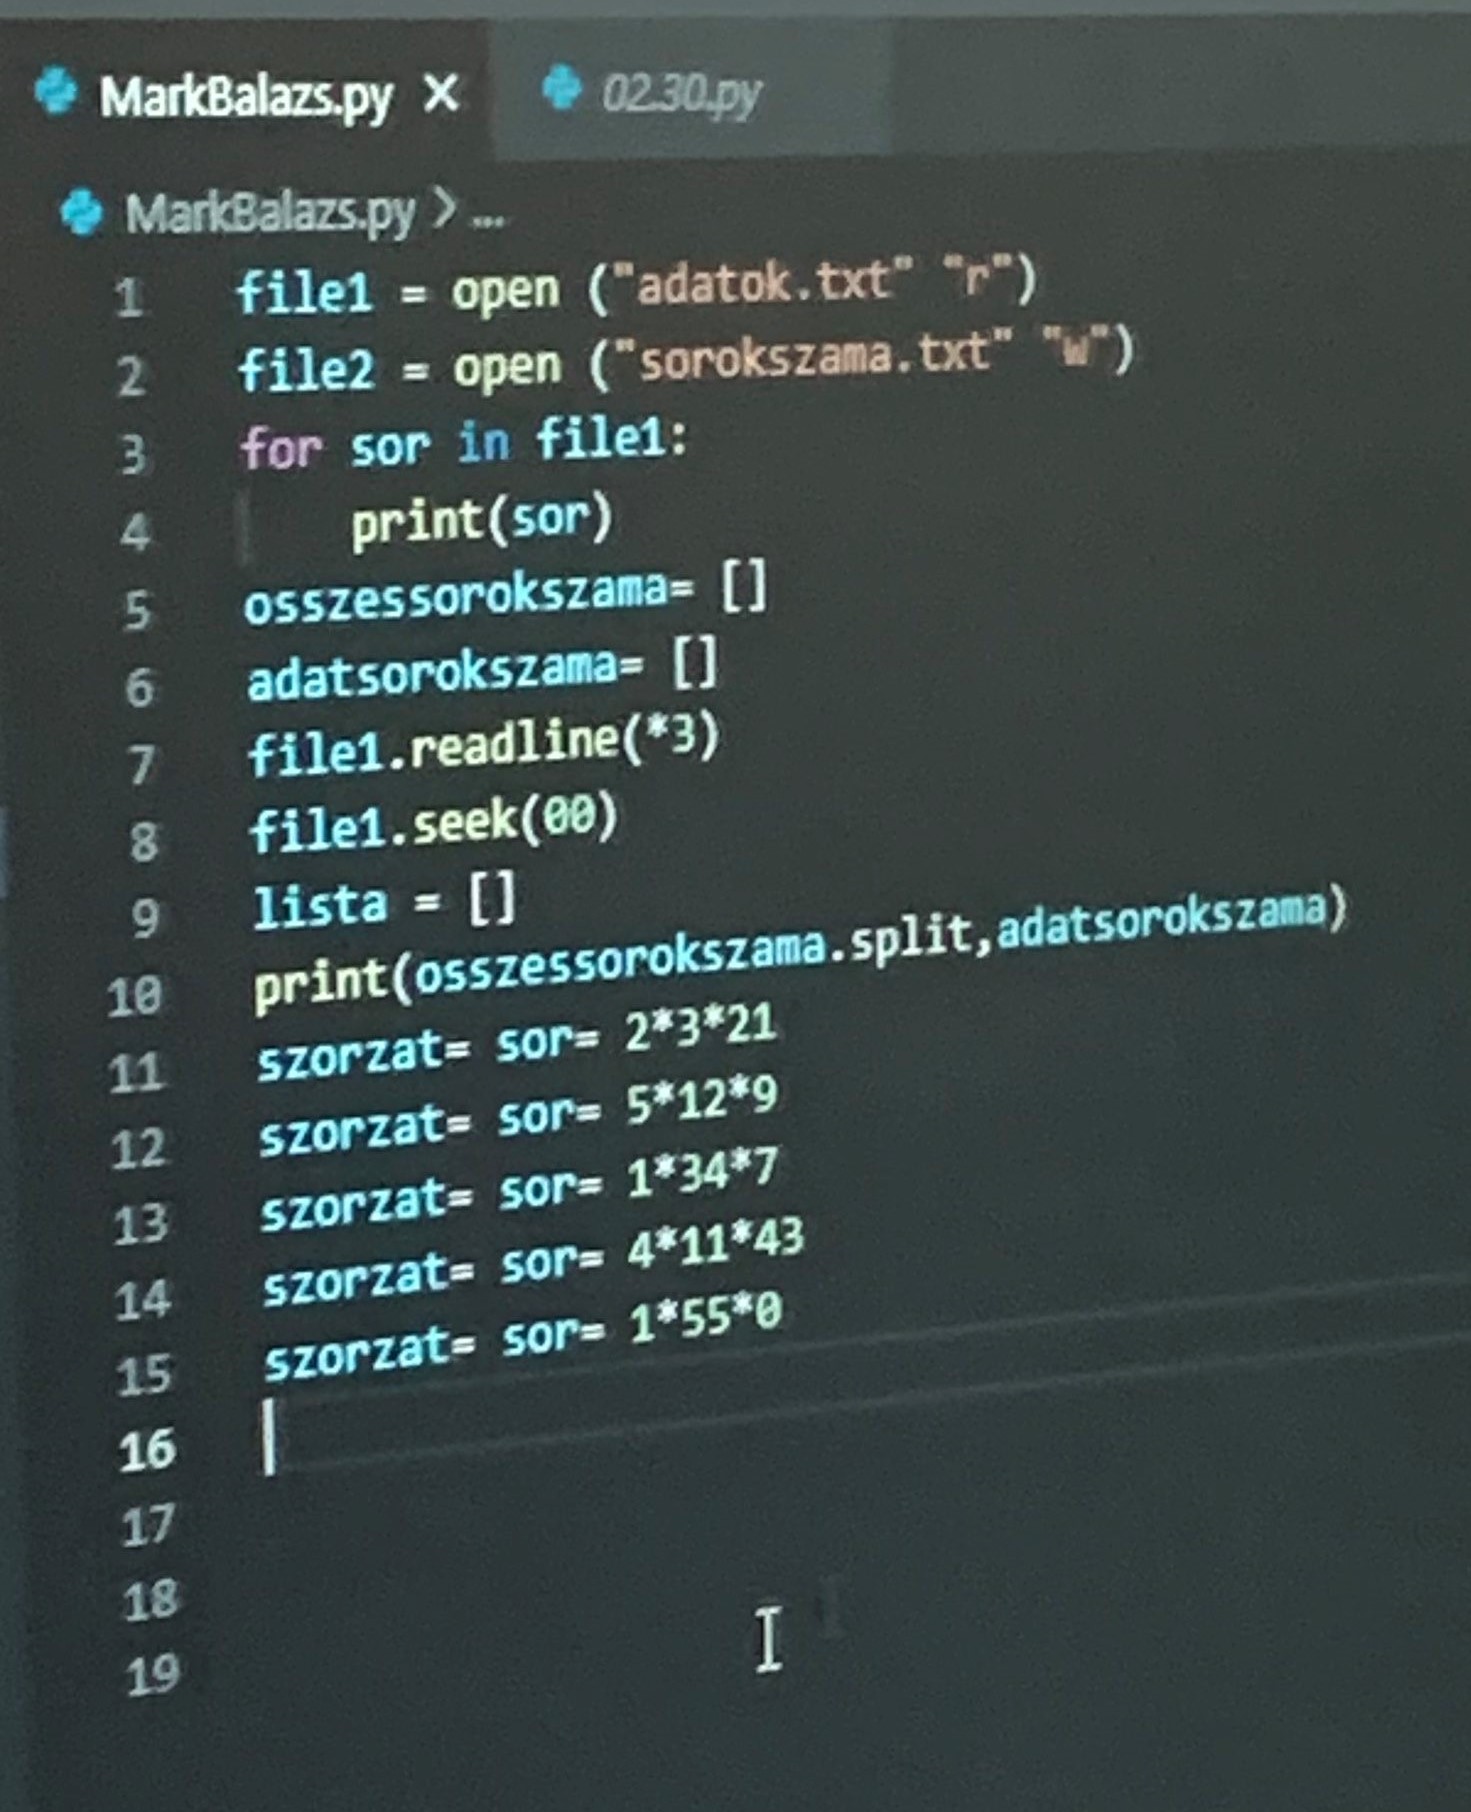 MarkBalazs.py X 02.30.py
MarkBalazs.py > ...
1 file1 = open ("adatok.txt" "r")
2 file2 = open ("sorokszama.txt" "w")
3 for sor in file1:
4     print(sor)
5 osszessorokszama= []
6 adatsorokszama= []
7 file1.readline(*3)
8 file1.seek(00)
9 lista = []
10 print(osszessorokszama.split,adatsorokszama)
11 szorzat= sor= 2*3*21
12 szorzat= sor= 5*12*9
13 szorzat= sor= 1*34*7
14 szorzat= sor= 4*11*43
15 szorzat= sor= 1*55*0
16
17
18
19